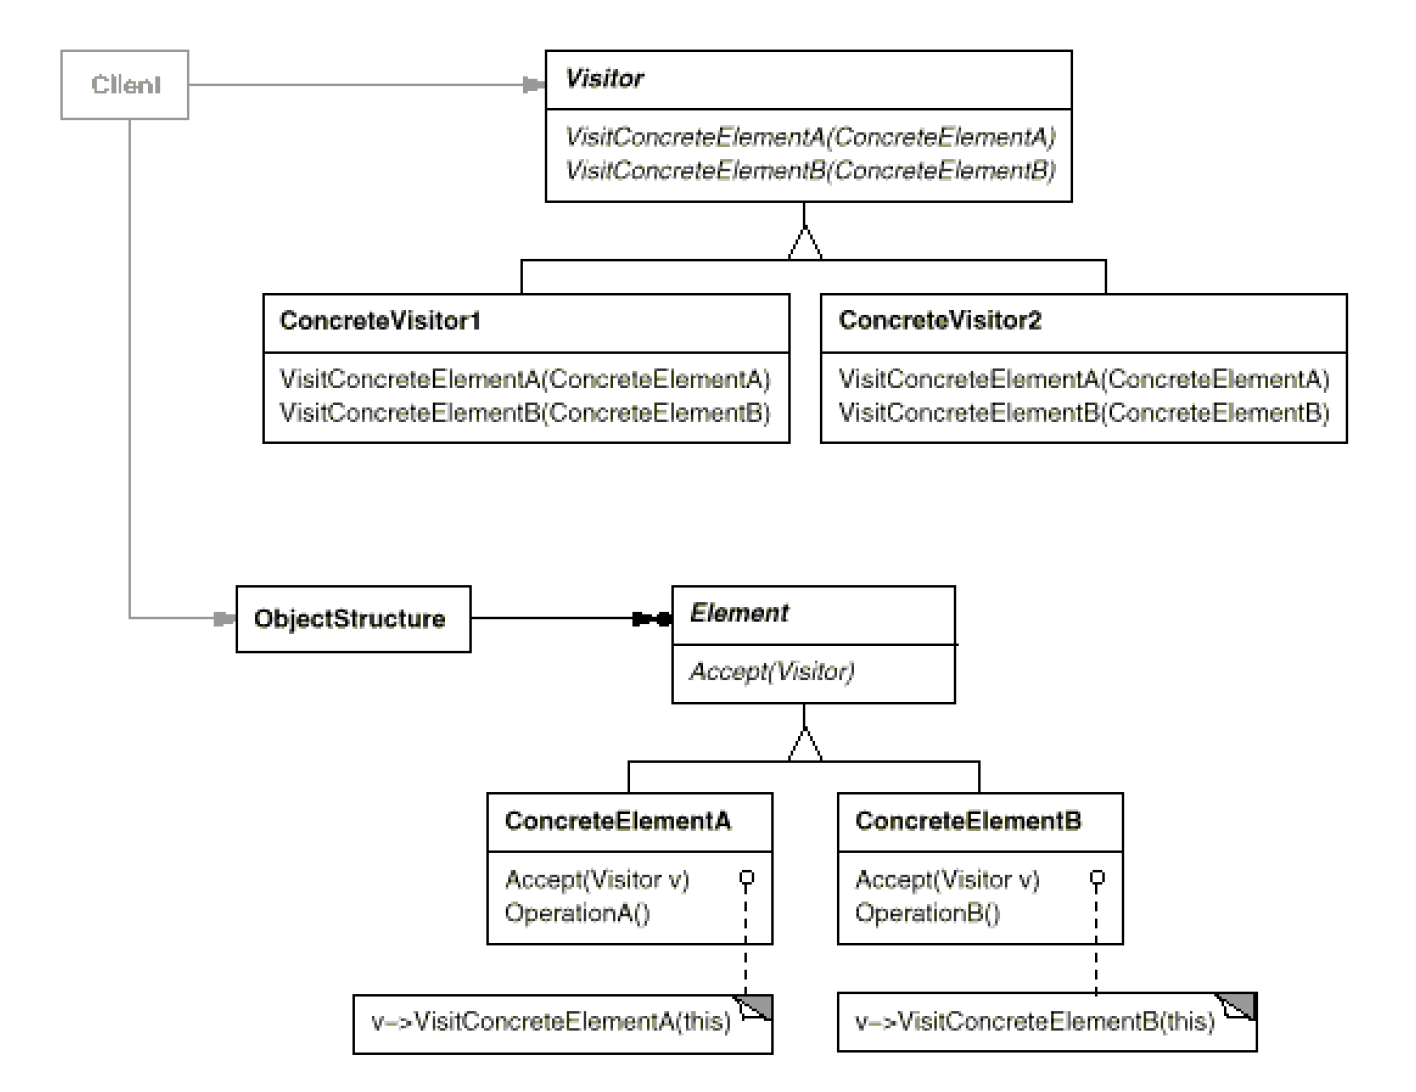 Client
Visitor
VisitConcreteElementA(ConcreteElementA)
VisitConcreteElementB(ConcreteElementB)
ConcreteVisitor1
VisitConcreteElementA(ConcreteElementA)
VisitConcreteElementB(ConcreteElementB)
ConcreteVisitor2
VisitConcreteElementA(ConcreteElementA)
VisitConcreteElementB(ConcreteElementB)
ObjectStructure
Element
Accept(Visitor)
ConcreteElementA
Accept(Visitor v)
OperationA()
ConcreteElementB
Accept(Visitor v)
OperationB()
v->VisitConcreteElementA(this)
v->VisitConcreteElementB(this)